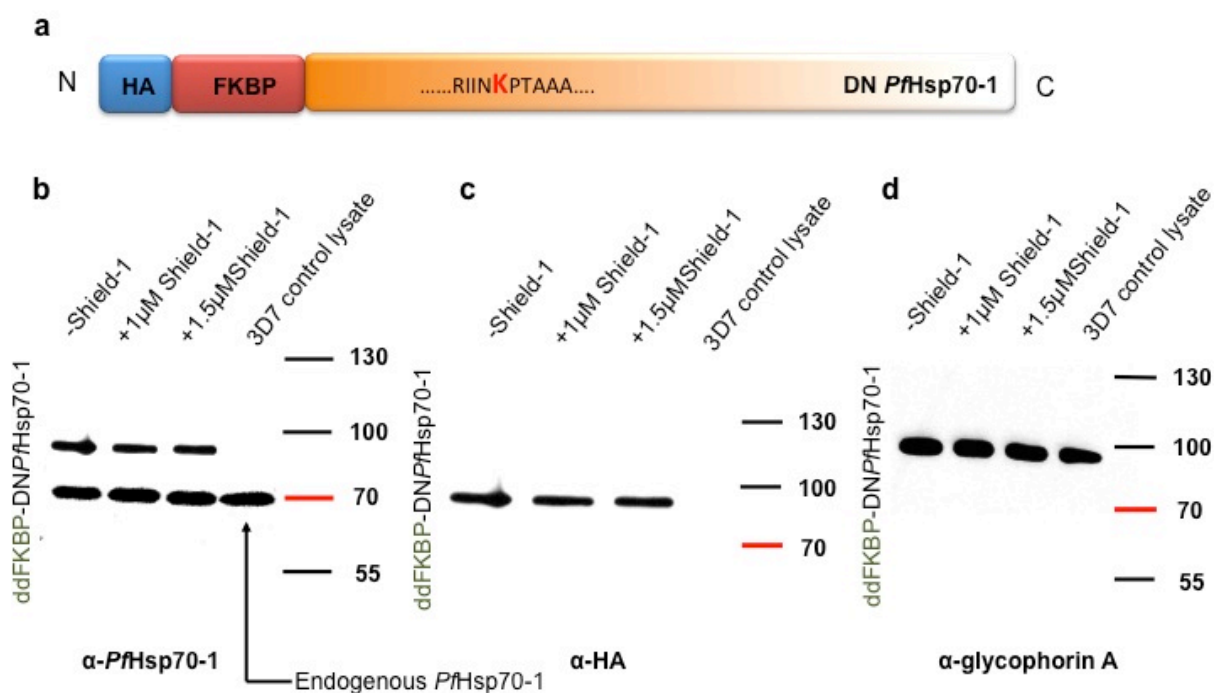 a
N HA FKBP ......RIINKPTAAA.... DN PfHsp70-1 C
b
-Shield-1
+1µM Shield-1
+1.5µMShield-1
3D7 control lysate
ddFKBP-DNPfHsp70-1
130
100
70
55
α-PfHsp70-1
Endogenous PfHsp70-1
c
-Shield-1
+1µM Shield-1
+1.5µMShield-1
3D7 control lysate
ddFKBP-DNPfHsp70-1
130
100
70
α-HA
d
-Shield-1
+1µM Shield-1
+1.5µMShield-1
3D7 control lysate
ddFKBP-DNPfHsp70-1
130
100
70
55
α-glycophorin A